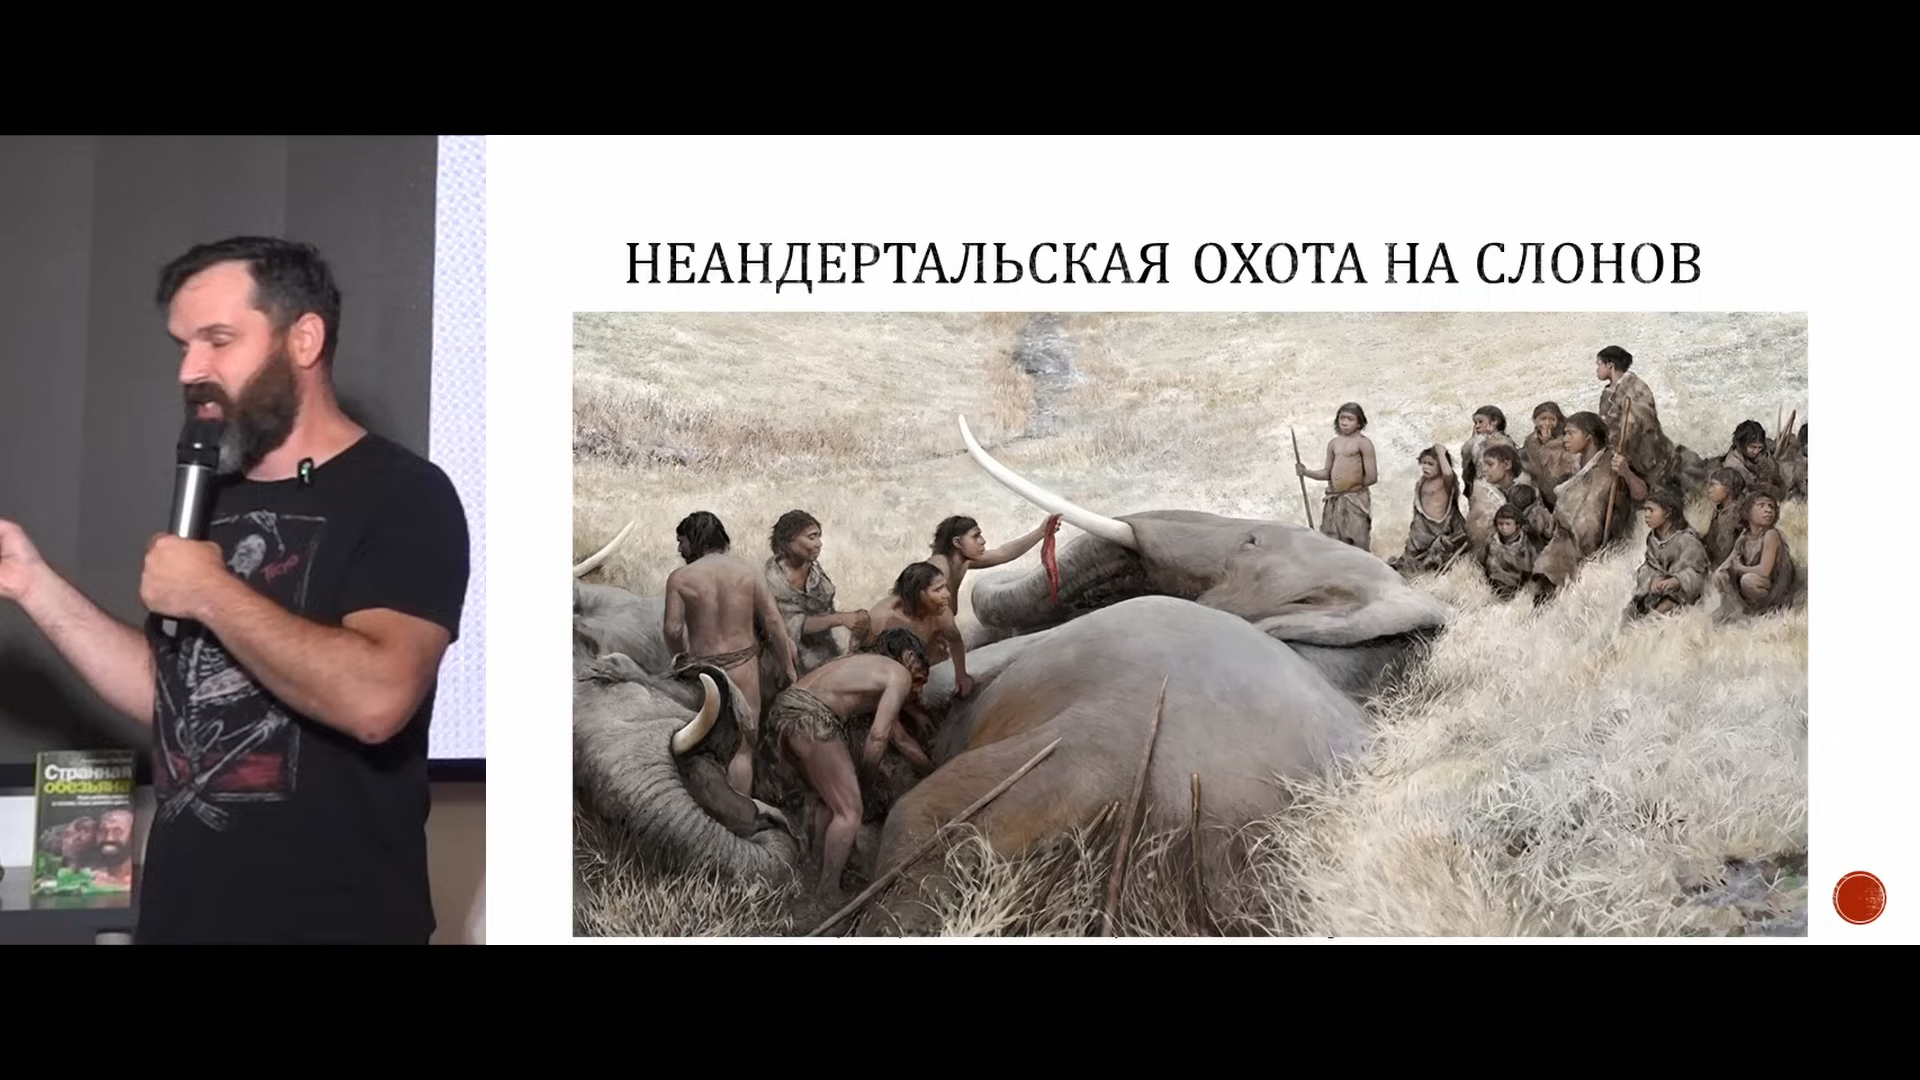 НЕАНДЕРТАЛЬСКАЯ ОХОТА НА СЛОНОВ
Странная
обезьяна